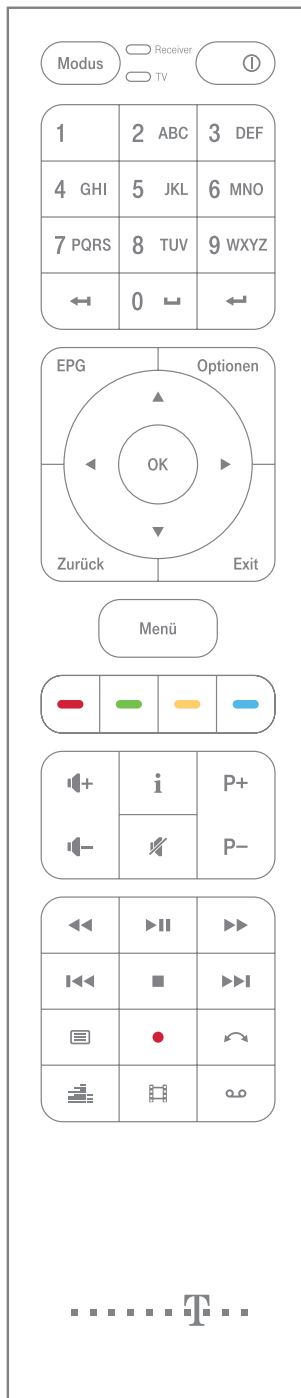 Modus
Receiver
TV
1
2 ABC
3 DEF
4 GHI
5 JKL
6 MNO
7 PQRS
8 TUV
9 WXYZ
0
EPG
Optionen
OK
Zurück
Exit
Menü
+
i
P+
–
P–
T